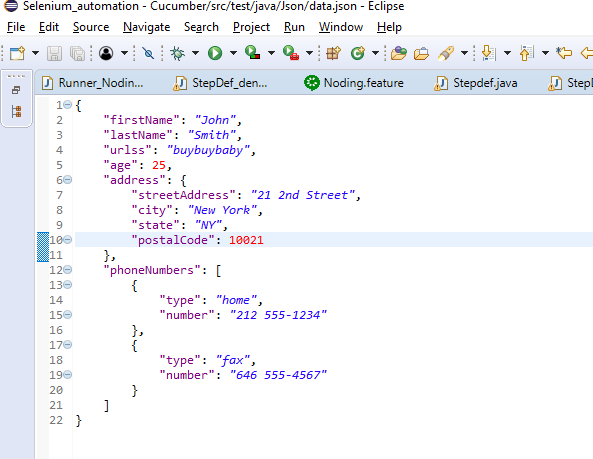 Selenium_automation - Cucumber/src/test/java/Json/data.json - Eclipse
File Edit Source Navigate Search Project Run Window Help
Runner_Nodin... StepDef_den... Noding.feature Stepdef.java StepD
1 {
2 "firstName": "John",
3 "lastName": "Smith",
4 "urlss": "buybuybaby",
5 "age": 25,
6 "address": {
7 "streetAddress": "21 2nd Street",
8 "city": "New York",
9 "state": "NY",
10 "postalCode": 10021
11 },
12 "phoneNumbers": [
13 {
14 "type": "home",
15 "number": "212 555-1234"
16 },
17 {
18 "type": "fax",
19 "number": "646 555-4567"
20 }
21 ]
22 }